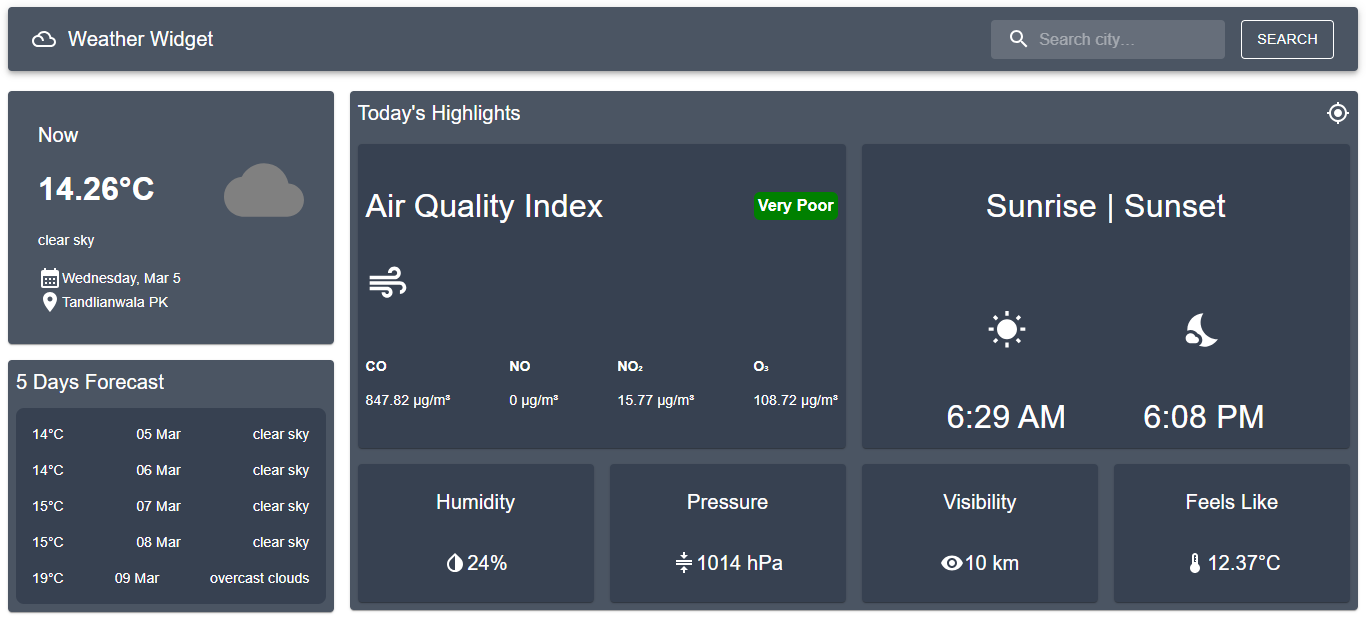 Weather Widget
Search city...
SEARCH
Now
14.26°C
clear sky
Wednesday, Mar 5
Tandlianwala PK
5 Days Forecast
14°C 05 Mar clear sky
14°C 06 Mar clear sky
15°C 07 Mar clear sky
15°C 08 Mar clear sky
19°C 09 Mar overcast clouds
Today's Highlights
Air Quality Index Very Poor
CO NO NO₂ O₃
847.82 µg/m³ 0 µg/m³ 15.77 µg/m³ 108.72 µg/m³
Sunrise | Sunset
6:29 AM 6:08 PM
Humidity
24%
Pressure
1014 hPa
Visibility
10 km
Feels Like
12.37°C